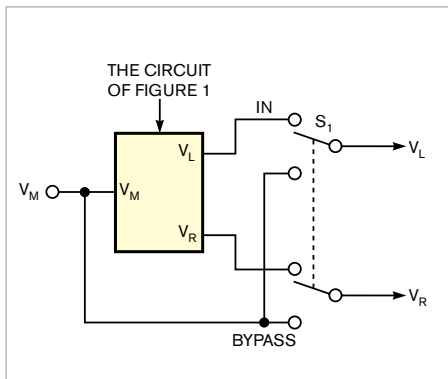 THE CIRCUIT
OF FIGURE 1
IN
S1
VL
VL
VM
VM
VR
VR
BYPASS